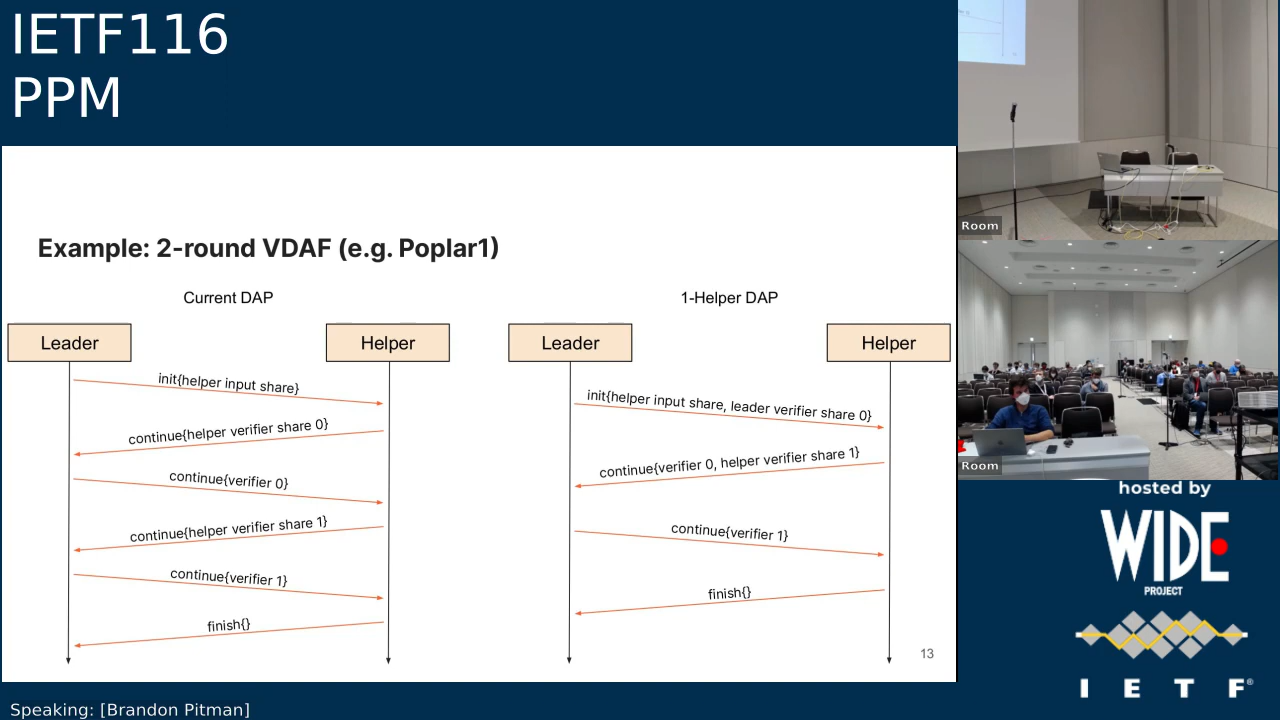 IETF116
PPM
Example: 2-round VDAF (e.g. Poplar1)
Current DAP
Leader
Helper
init{helper input share}
continue{helper verifier share 0}
continue{verifier 0}
continue{helper verifier share 1}
continue{verifier 1}
finish{}
1-Helper DAP
Leader
Helper
init{helper input share, leader verifier share 0}
continue{verifier 0, helper verifier share 1}
continue{verifier 1}
finish{}
13
Speaking: [Brandon Pitman]
Room
Room
hosted by
WIDE
PROJECT
I E T F®